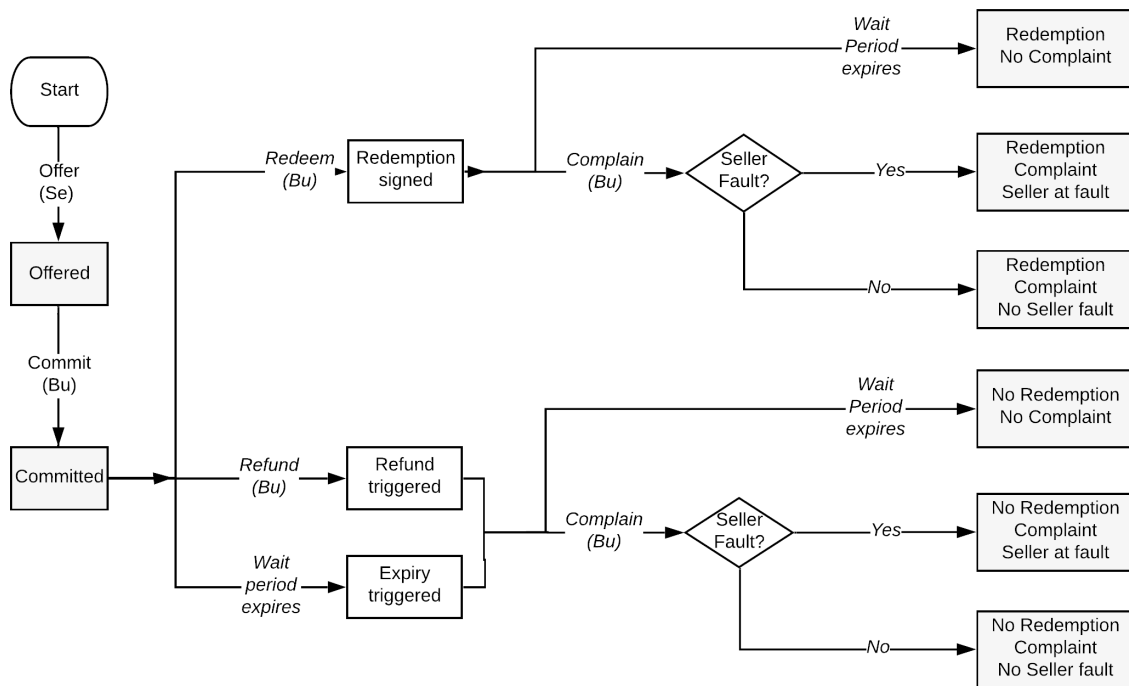 Start
Offer
(Se)
Offered
Commit
(Bu)
Committed
Redeem
(Bu)
Redemption
signed
Wait
Period
expires
Redemption
No Complaint
Complain
(Bu)
Seller
Fault?
Yes
Redemption
Complaint
Seller at fault
No
Redemption
Complaint
No Seller fault
Refund
(Bu)
Refund
triggered
Wait
period
expires
Expiry
triggered
Wait
Period
expires
No Redemption
No Complaint
Complain
(Bu)
Seller
Fault?
Yes
No Redemption
Complaint
Seller at fault
No
No Redemption
Complaint
No Seller fault